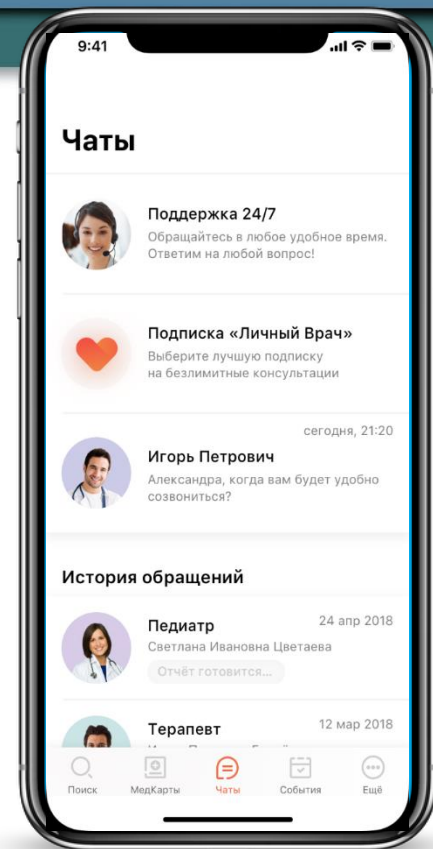 9:41
Чаты
Поддержка 24/7
Обращайтесь в любое удобное время.
Ответим на любой вопрос!
Подписка «Личный Врач»
Выберите лучшую подписку
на безлимитные консультации
сегодня, 21:20
Игорь Петрович
Александра, когда вам будет удобно
созвониться?
История обращений
Педиатр
24 апр 2018
Светлана Ивановна Цветаева
Отчёт готовится...
Терапевт
12 мар 2018
Поиск
МедКарты
Чаты
События
Ещё